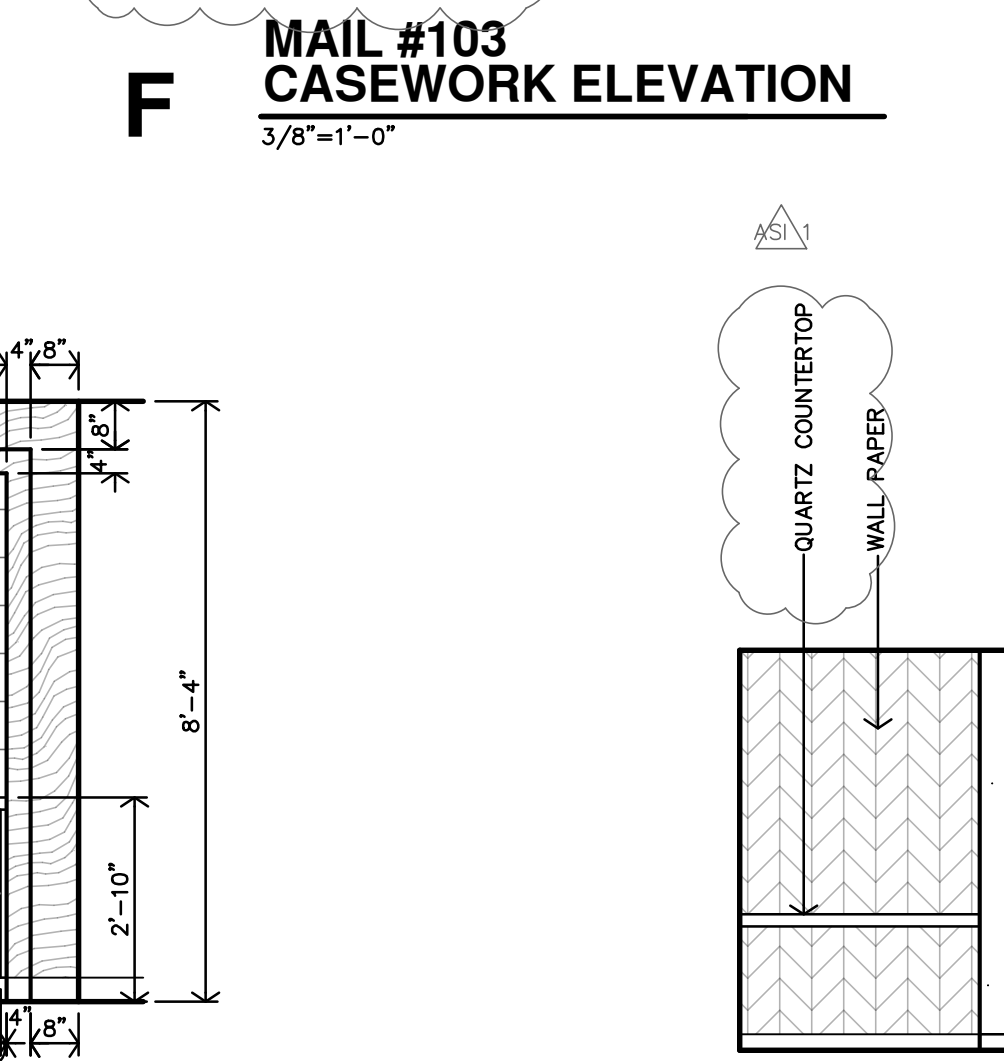 MAIL #103
F
CASEWORK ELEVATION
3/8"=1'-0"
ASI 1
QUARTZ COUNTERTOP
WALL PAPER
4"
8"
8"
4"
8'-4"
2'-10"
4"
8"